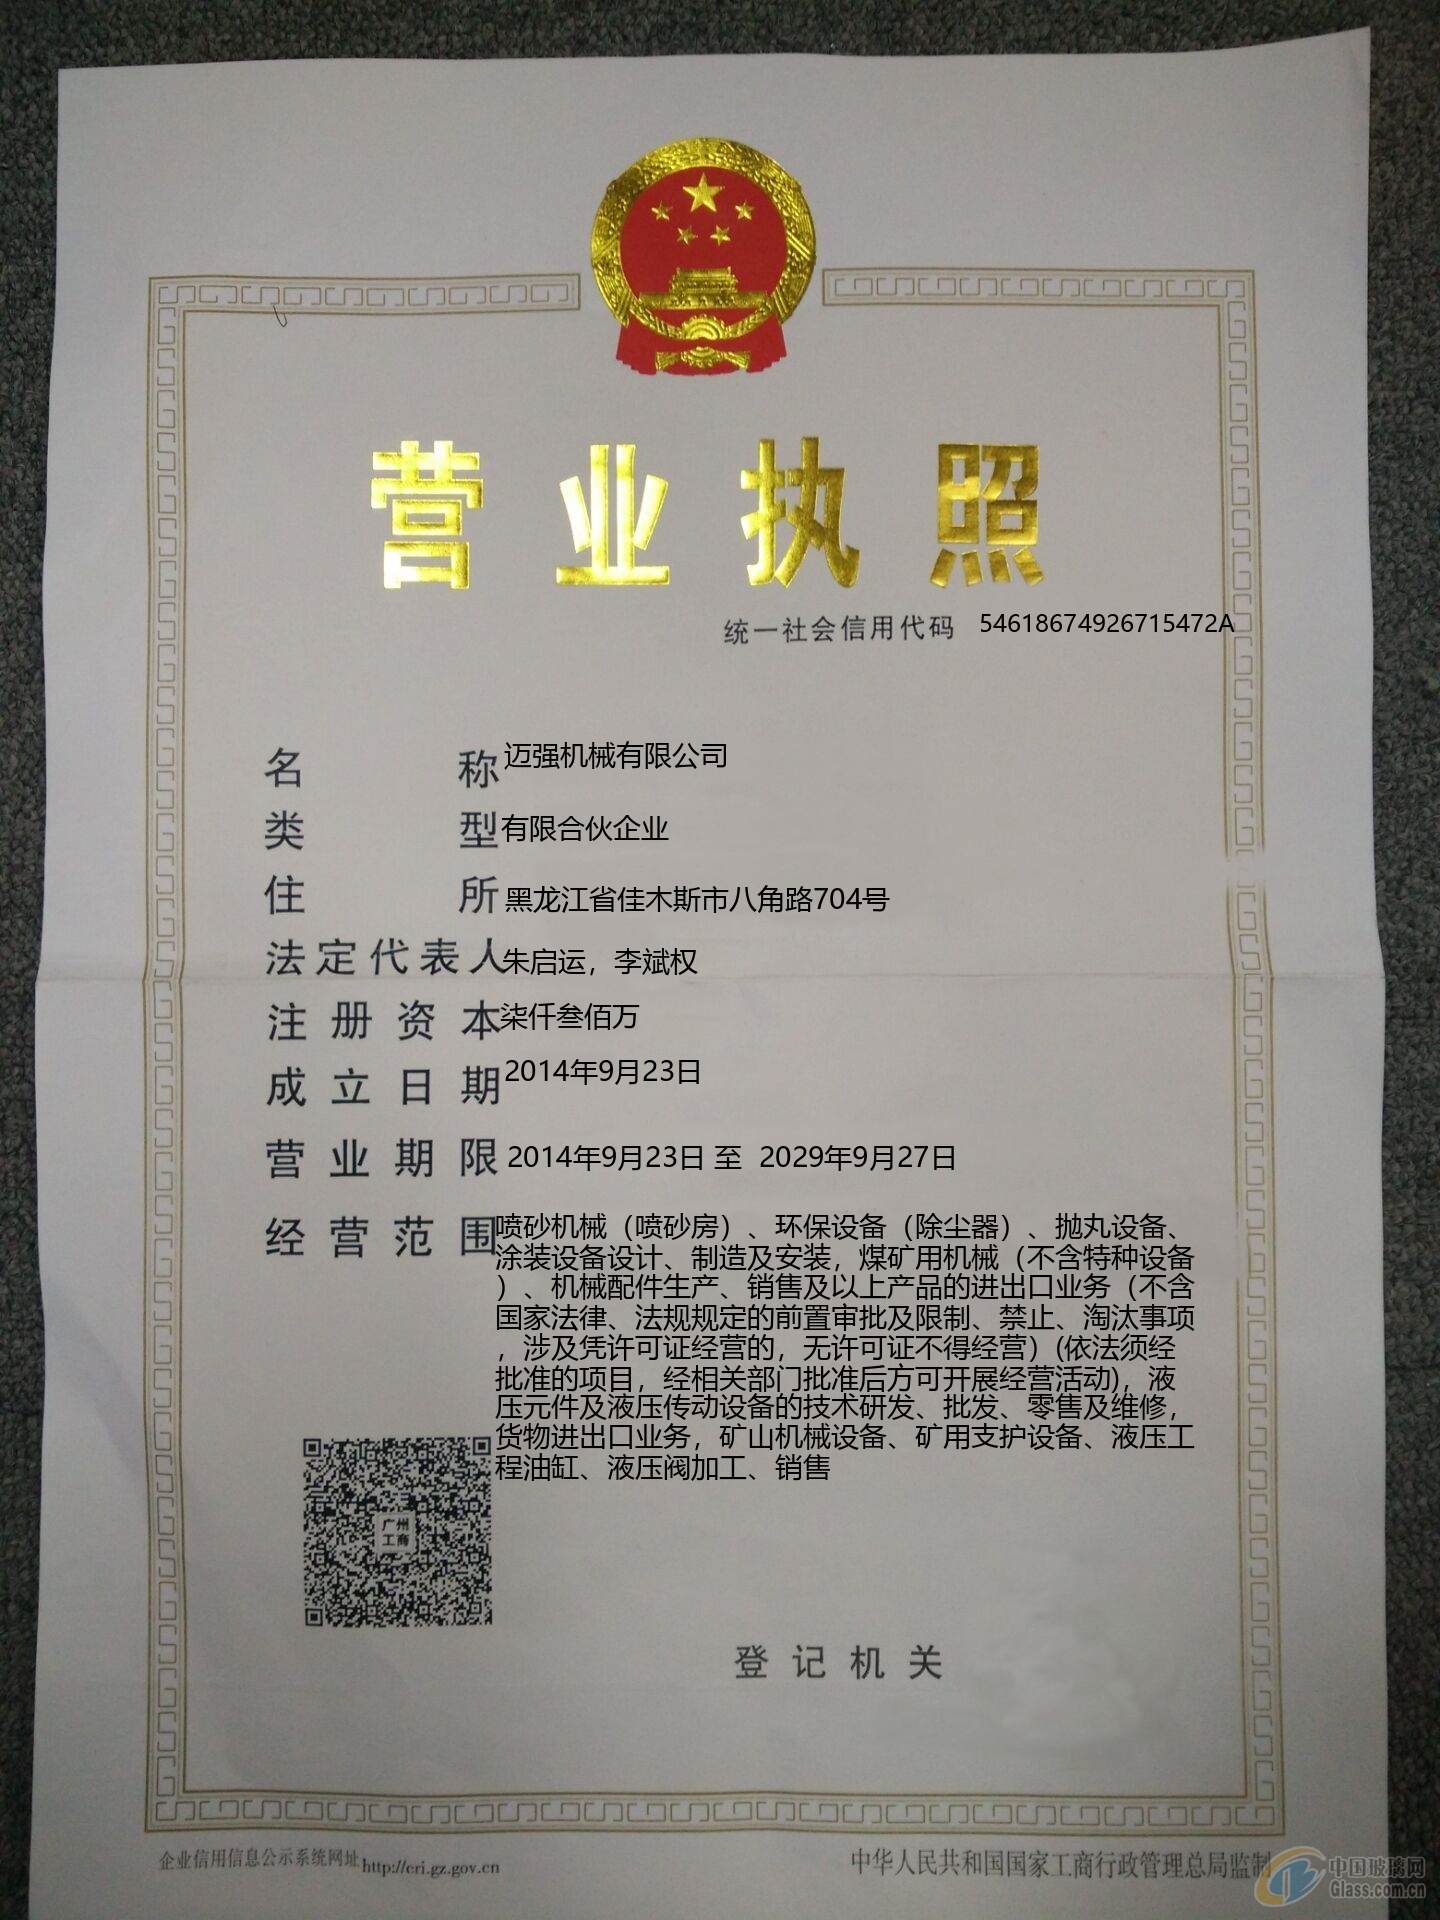 营业执照
统一社会信用代码 54618674926715472A
名称 迈强机械有限公司
类型 有限合伙企业
住所 黑龙江省佳木斯市八角路704号
法定代表人 朱启运，李斌权
注册资本 柒仟叁佰万
成立日期 2014年9月23日
营业期限 2014年9月23日 至 2029年9月27日
经营范围 喷砂机械（喷砂房）、环保设备（除尘器）、抛丸设备、
涂装设备设计、制造及安装，煤矿用机械（不含特种设备
）、机械配件生产、销售及以上产品的进出口业务（不含
国家法律、法规规定的前置审批及限制、禁止、淘汰事项
，涉及凭许可证经营的，无许可证不得经营）(依法须经
批准的项目，经相关部门批准后方可开展经营活动)，液
压元件及液压传动设备的技术研发、批发、零售及维修，
货物进出口业务，矿山机械设备、矿用支护设备、液压工
程油缸、液压阀加工、销售
广州
工商
登记机关
企业信用信息公示系统网址 http://cri.gz.gov.cn
中华人民共和国国家工商行政管理总局监制
中国玻璃网
Glass.com.cn